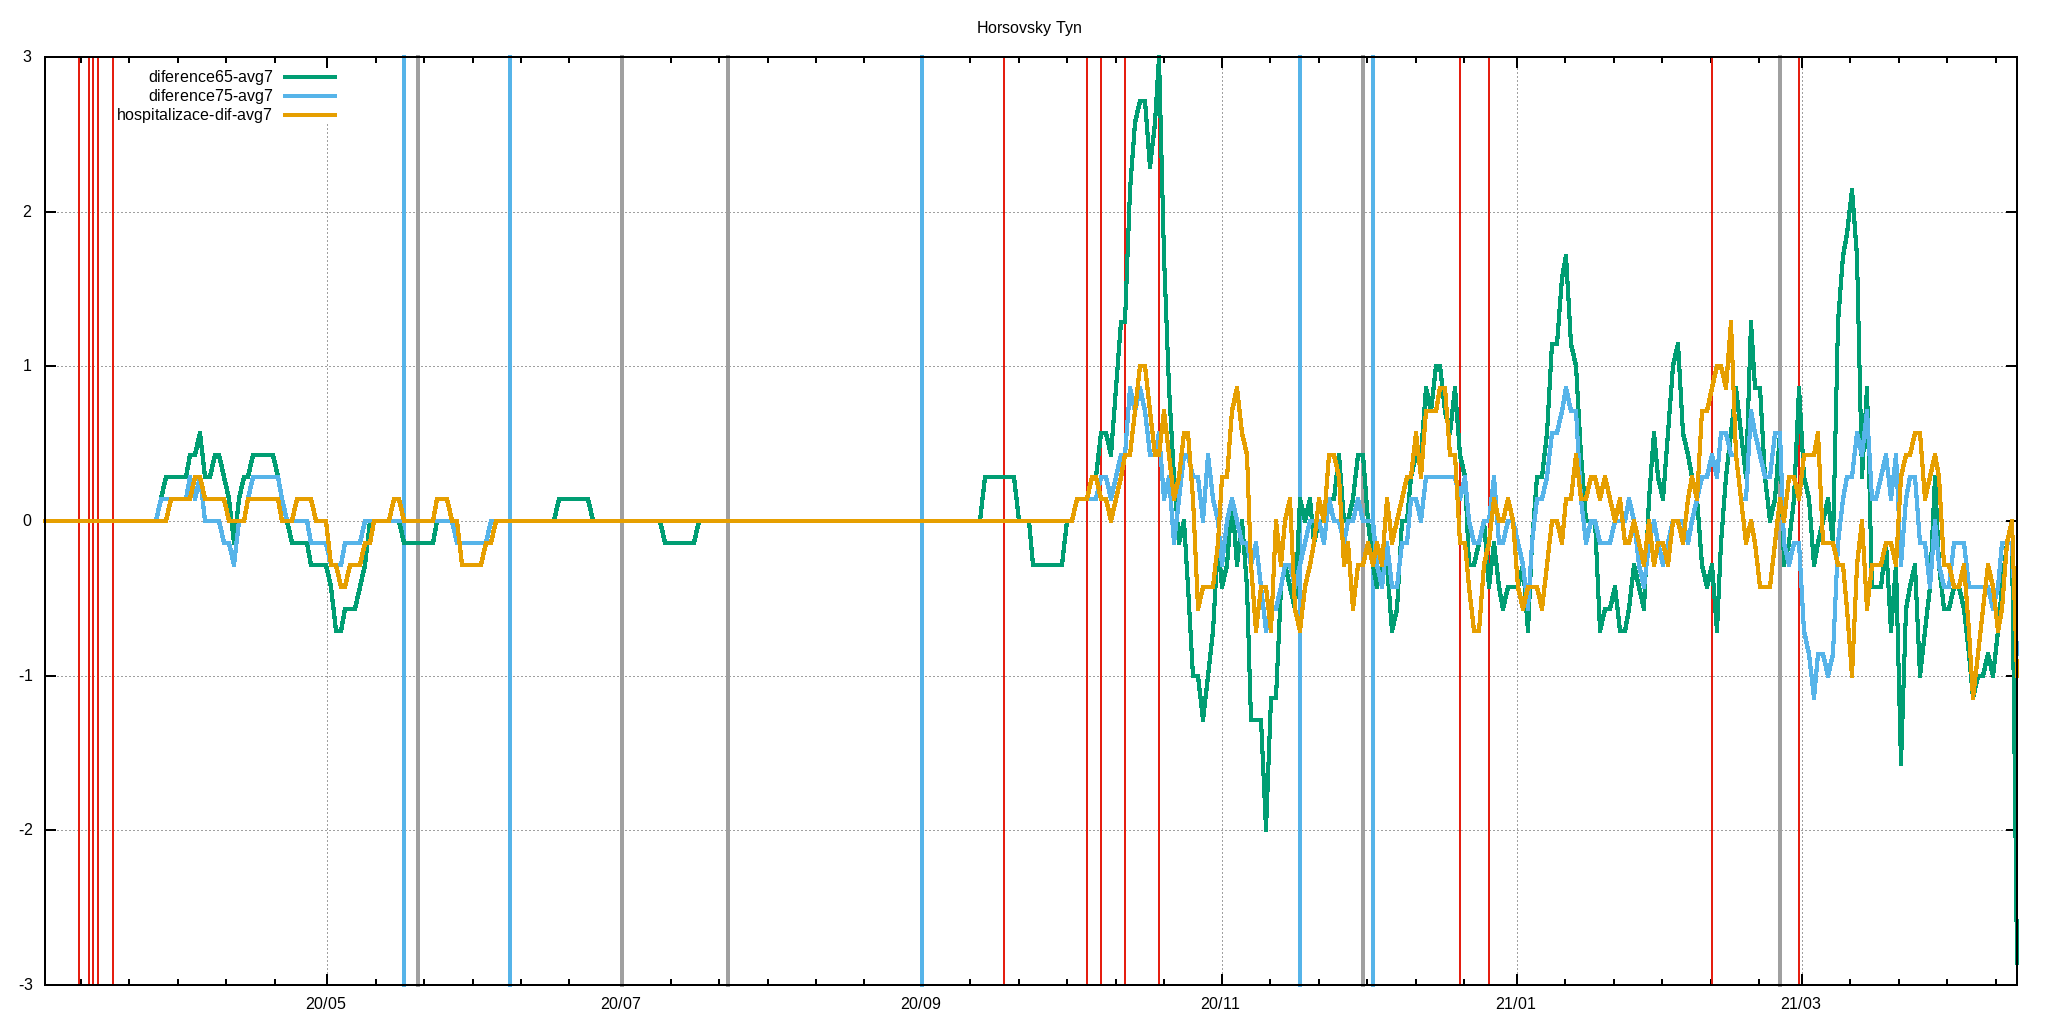 Horsovsky Tyn
3
diference65-avg7
diference75-avg7
hospitalizace-dif-avg7
2
1
0
-1
-2
-3
20/05 20/07 20/09 20/11 21/01 21/03